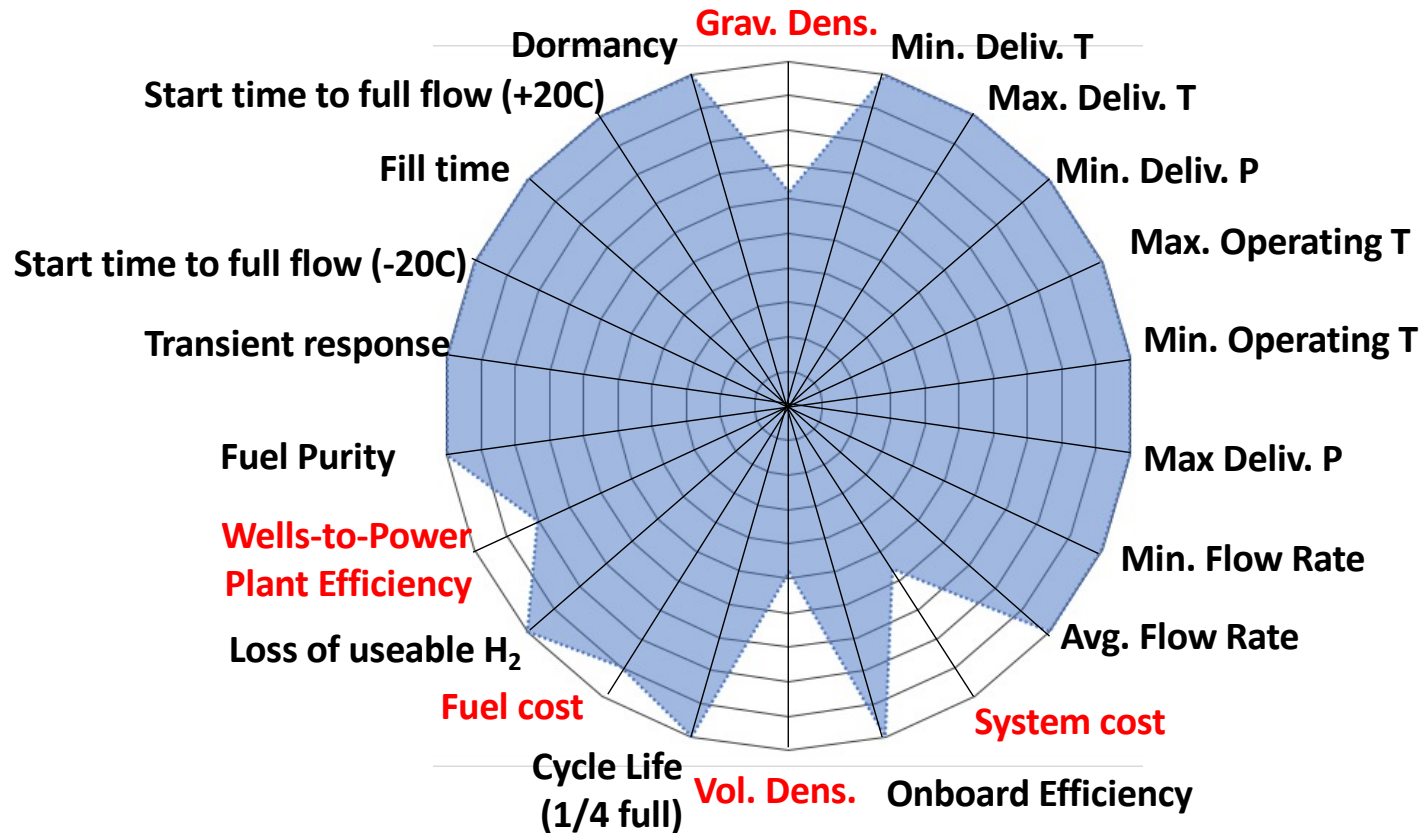 Grav. Dens.
Dormancy
Min. Deliv. T
Start time to full flow (+20C)
Max. Deliv. T
Fill time
Min. Deliv. P
Start time to full flow (-20C)
Max. Operating T
Transient response
Min. Operating T
Fuel Purity
Max Deliv. P
Wells-to-Power
Plant Efficiency
Min. Flow Rate
Loss of useable H₂
Avg. Flow Rate
Fuel cost
System cost
Cycle Life
(1/4 full)
Vol. Dens.
Onboard Efficiency